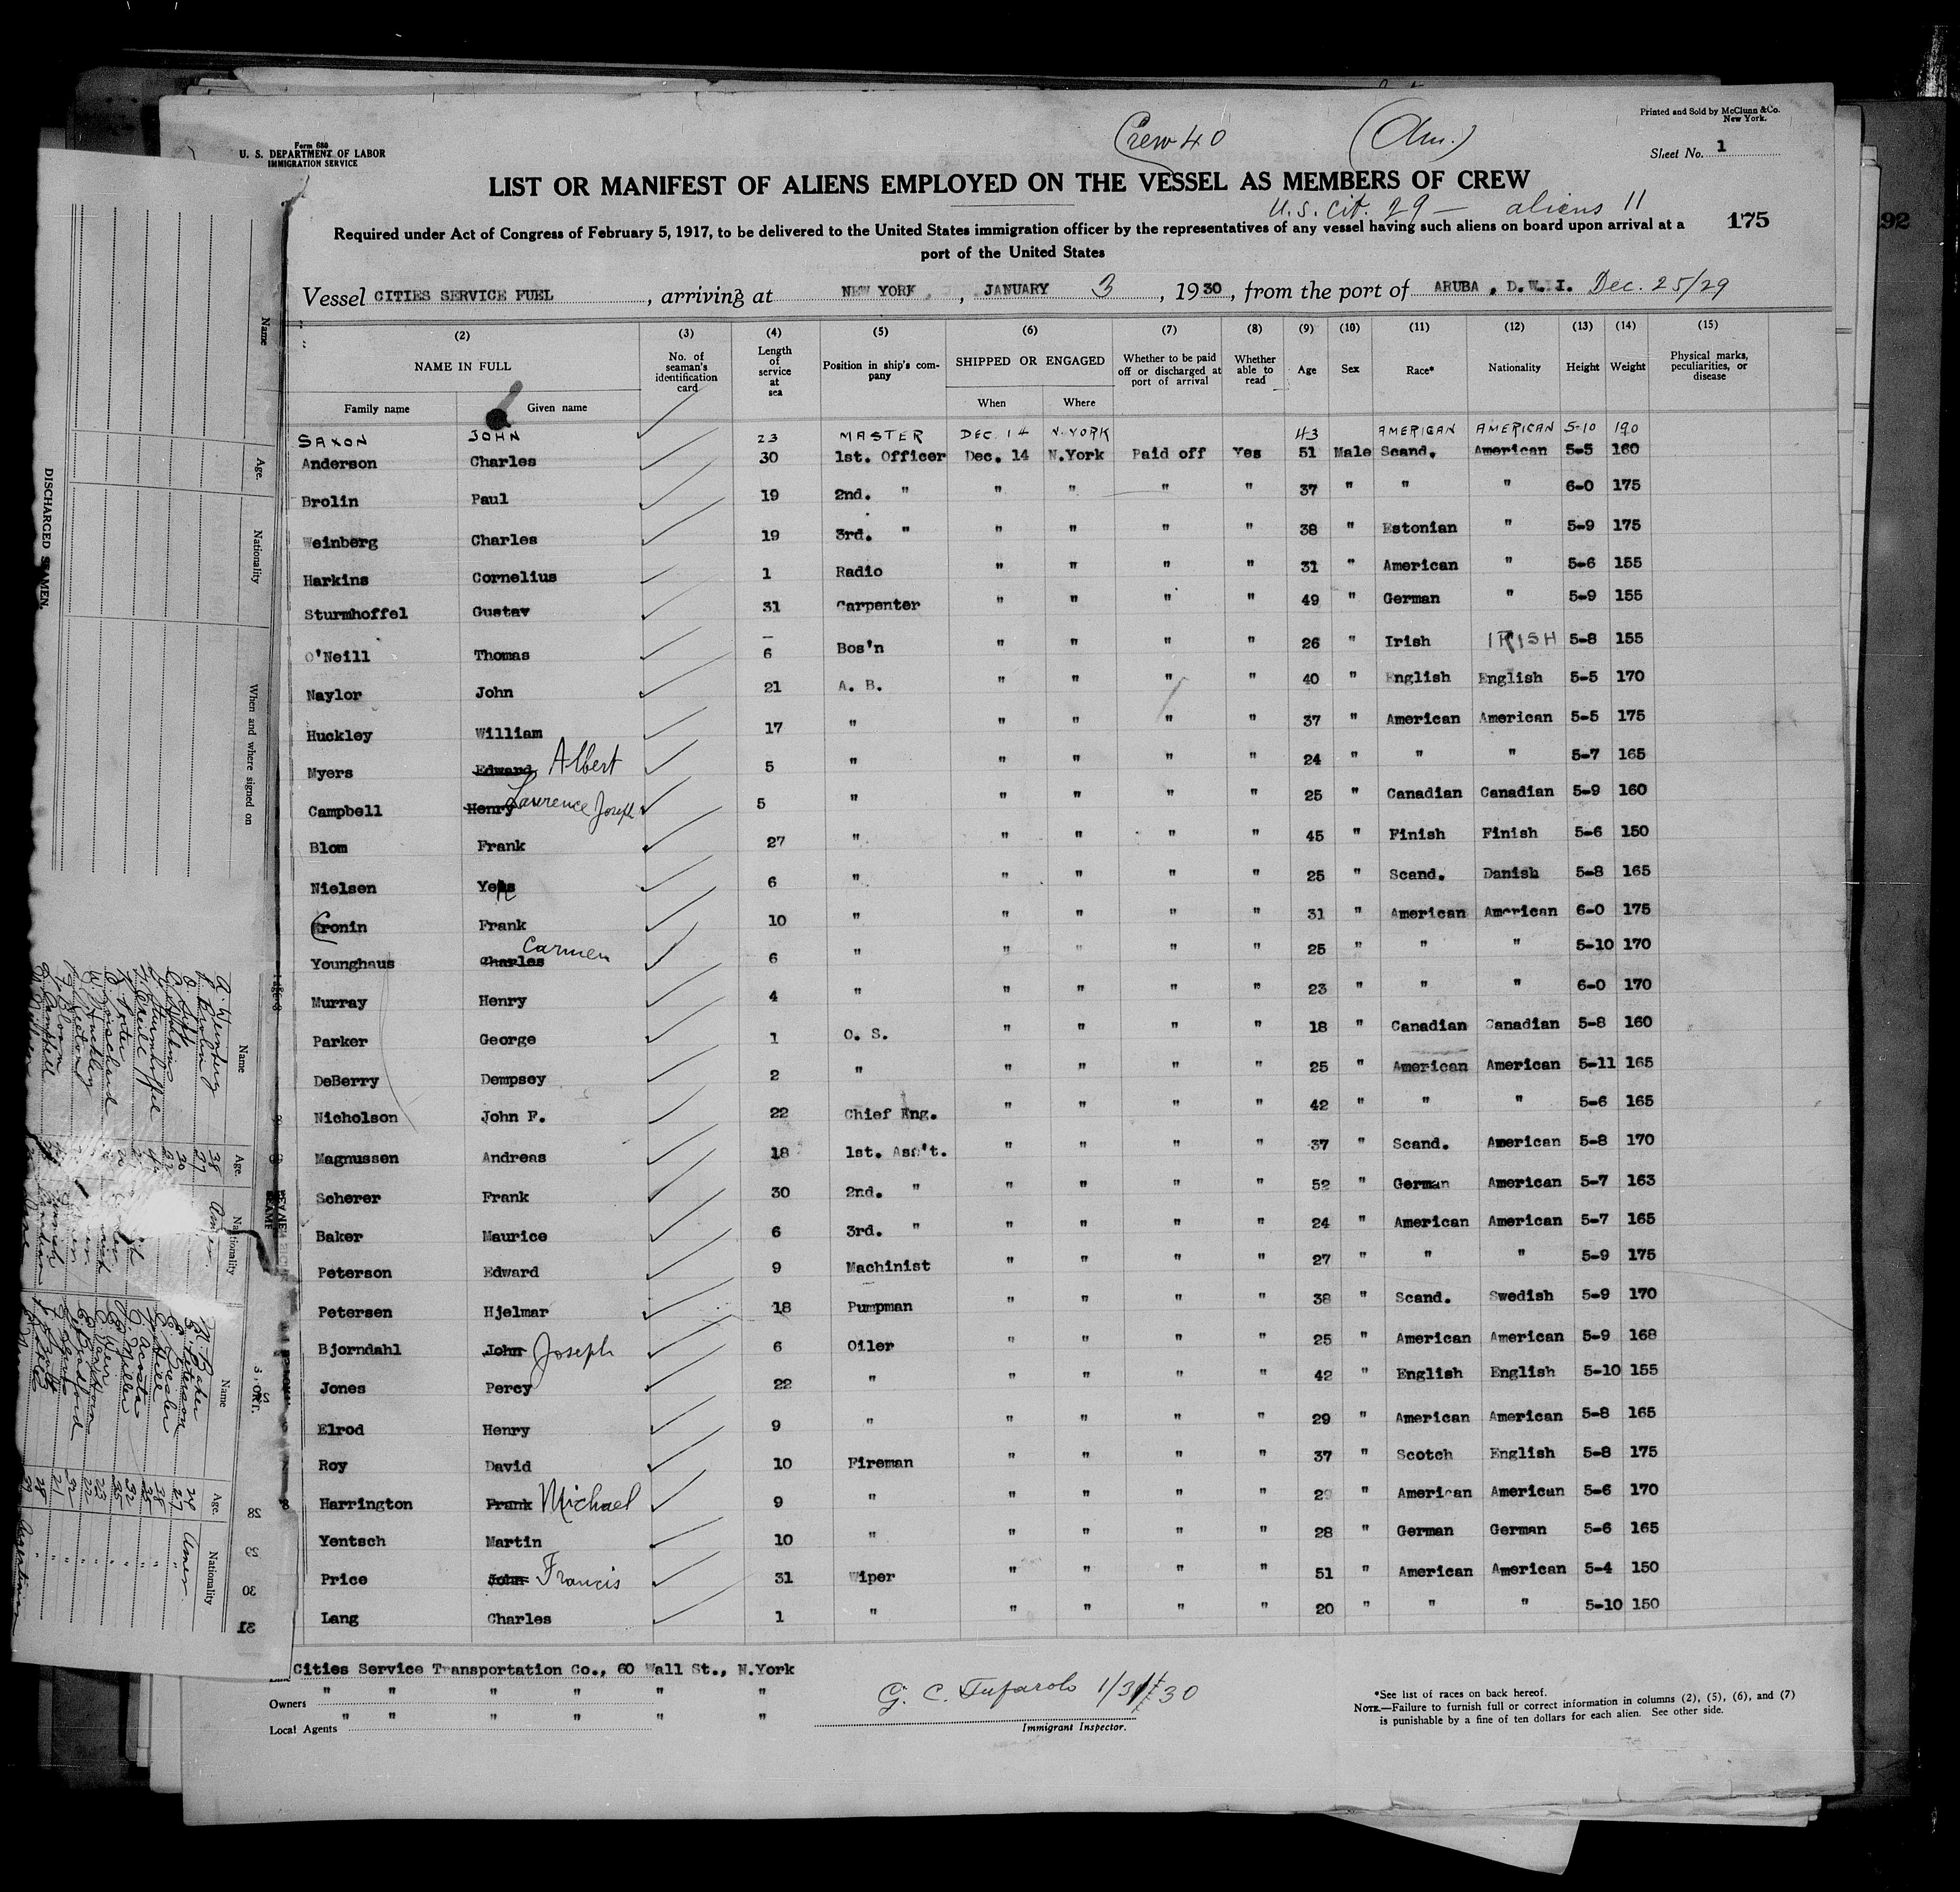 Printed and Sold by McClunn & Co.
New York.
Form 680
U. S. DEPARTMENT OF LABOR
IMMIGRATION SERVICE
Crew 40 (Am.)
Sheet No. 1
LIST OR MANIFEST OF ALIENS EMPLOYED ON THE VESSEL AS MEMBERS OF CREW
U.S. cit. 29 — aliens 11
175
92
Required under Act of Congress of February 5, 1917, to be delivered to the United States immigration officer by the representatives of any vessel having such aliens on board upon arrival at a
port of the United States
Vessel CITIES SERVICE FUEL, arriving at NEW YORK, JANUARY 3, 1930, from the port of ARUBA, D.W.I. Dec. 25/29
(2) (3) (4) (5) (6) (7) (8) (9) (10) (11) (12) (13) (14) (15)
NAME IN FULL No. of seaman's identification card Length of service at sea Position in ship's company SHIPPED OR ENGAGED Whether to be paid off or discharged at port of arrival Whether able to read Age Sex Race* Nationality Height Weight Physical marks, peculiarities, or disease
Family name Given name When Where
SAXON JOHN 23 MASTER DEC. 14 N.YORK 43 AMERICAN AMERICAN 5-10 190
Anderson Charles 30 1st. Officer Dec. 14 N.York Paid off Yes 51 Male Scand. American 5-5 160
Brolin Paul 19 2nd. " " " " " 37 " " " 6-0 175
Weinberg Charles 19 3rd. " " " " " 38 " Estonian " 5-9 175
Harkins Cornelius 1 Radio " " " " 31 " American " 5-6 155
Sturmhoffel Gustav 31 Carpenter " " " " 49 " German " 5-9 155
O'Neill Thomas 6 Bos'n " " " " 26 " Irish IRISH 5-8 155
Naylor John 21 A. B. " " " " 40 " English English 5-5 170
Huckley William 17 " " " " " 37 " American American 5-5 175
Myers Edward Albert 5 " " " " " 24 " " " 5-7 165
Campbell Henry Lawrence Joseph 5 " " " " " 25 " Canadian Canadian 5-9 160
Blom Frank 27 " " " " " 45 " Finish Finish 5-6 150
Nielsen 6 " " " " " 25 " Scand. Danish 5-8 165
Cronin Frank 10 " " " " " 31 " American American 6-0 175
Younghaus Charles Carmen 6 " " " " " 25 " " " 5-10 170
Murray Henry 4 " " " " " 23 " " " 6-0 170
Parker George 1 O. S. " " " " 18 " Canadian Canadian 5-8 160
DeBerry Dempsey 2 " " " " " 25 " American American 5-11 165
Nicholson John F. 22 Chief Eng. " " " " 42 " " " 5-6 165
Magnussen Andreas 18 1st. Ass't. " " " " 37 " Scand. American 5-8 170
Scherer Frank 30 2nd. " " " " " 52 " German American 5-7 163
Baker Maurice 6 3rd. " " " " " 24 " American American 5-7 165
Peterson Edward 9 Machinist " " " " 27 " " " 5-9 175
Petersen Hjelmar 18 Pumpman " " " " 38 " Scand. Swedish 5-9 170
Bjorndahl John Joseph 6 Oiler " " " " 25 " American American 5-9 168
Jones Percy 22 " " " " " 42 " English English 5-10 155
Elrod Henry 9 " " " " " 29 " American American 5-8 165
Roy David 10 Fireman " " " " 37 " Scotch English 5-8 175
Harrington Frank Michael 9 " " " " " 29 " American American 5-6 170
Yentsch Martin 10 " " " " " 28 " German German 5-6 165
Price John Francis 31 Wiper " " " " 51 " American American 5-4 150
Lang Charles 1 " " " " " 20 " " " 5-10 150
Cities Service Transportation Co., 60 Wall St., N.York
Owners " " " " " "
Local Agents " " " " " "
G. C. Tufarolo 1/3/30
Immigrant Inspector.
*See list of races on back hereof.
NOTE.—Failure to furnish full or correct information in columns (2), (5), (6), and (7)
is punishable by a fine of ten dollars for each alien. See other side.
DISCHARGED SEAMEN.
Name
Age.
Nationality
When and where signed on
Name
Age.
Nationality
Name
Age.
Nationality
28
29
30
31